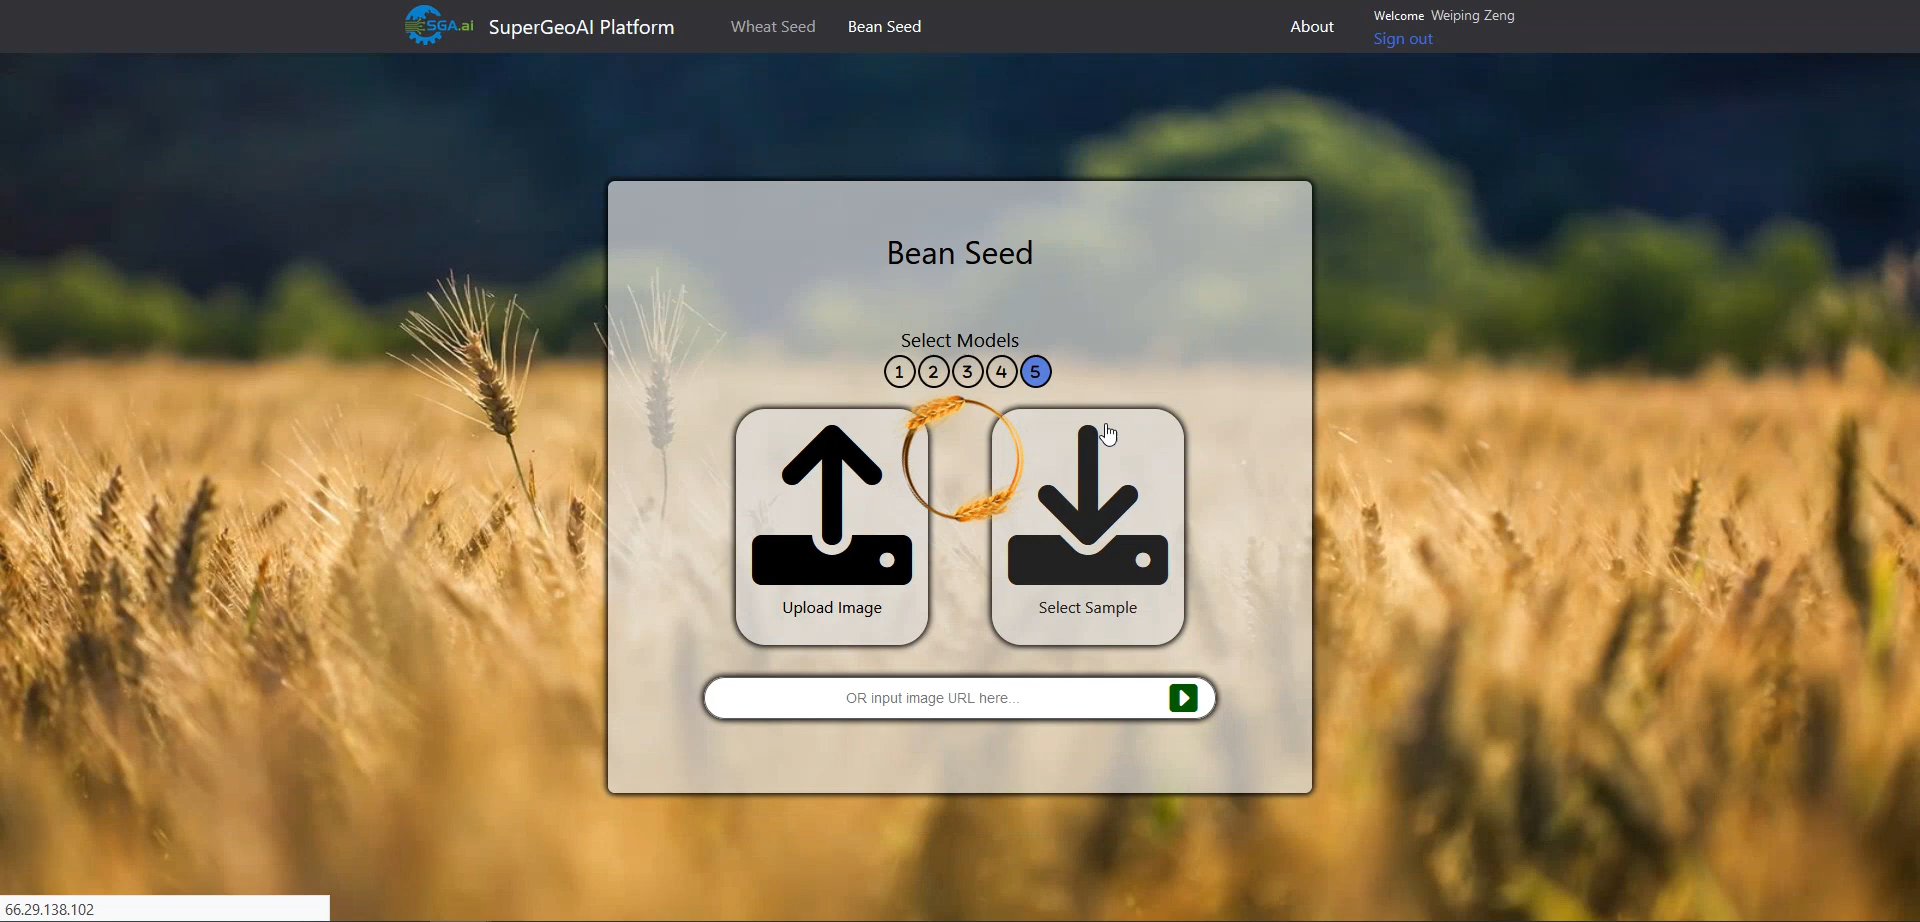 SGA.ai
SuperGeoAI Platform
Wheat Seed
Bean Seed
About
Welcome Weiping Zeng
Sign out
Bean Seed
Select Models
1 2 3 4 5
Upload Image
Select Sample
OR input image URL here...
66.29.138.102